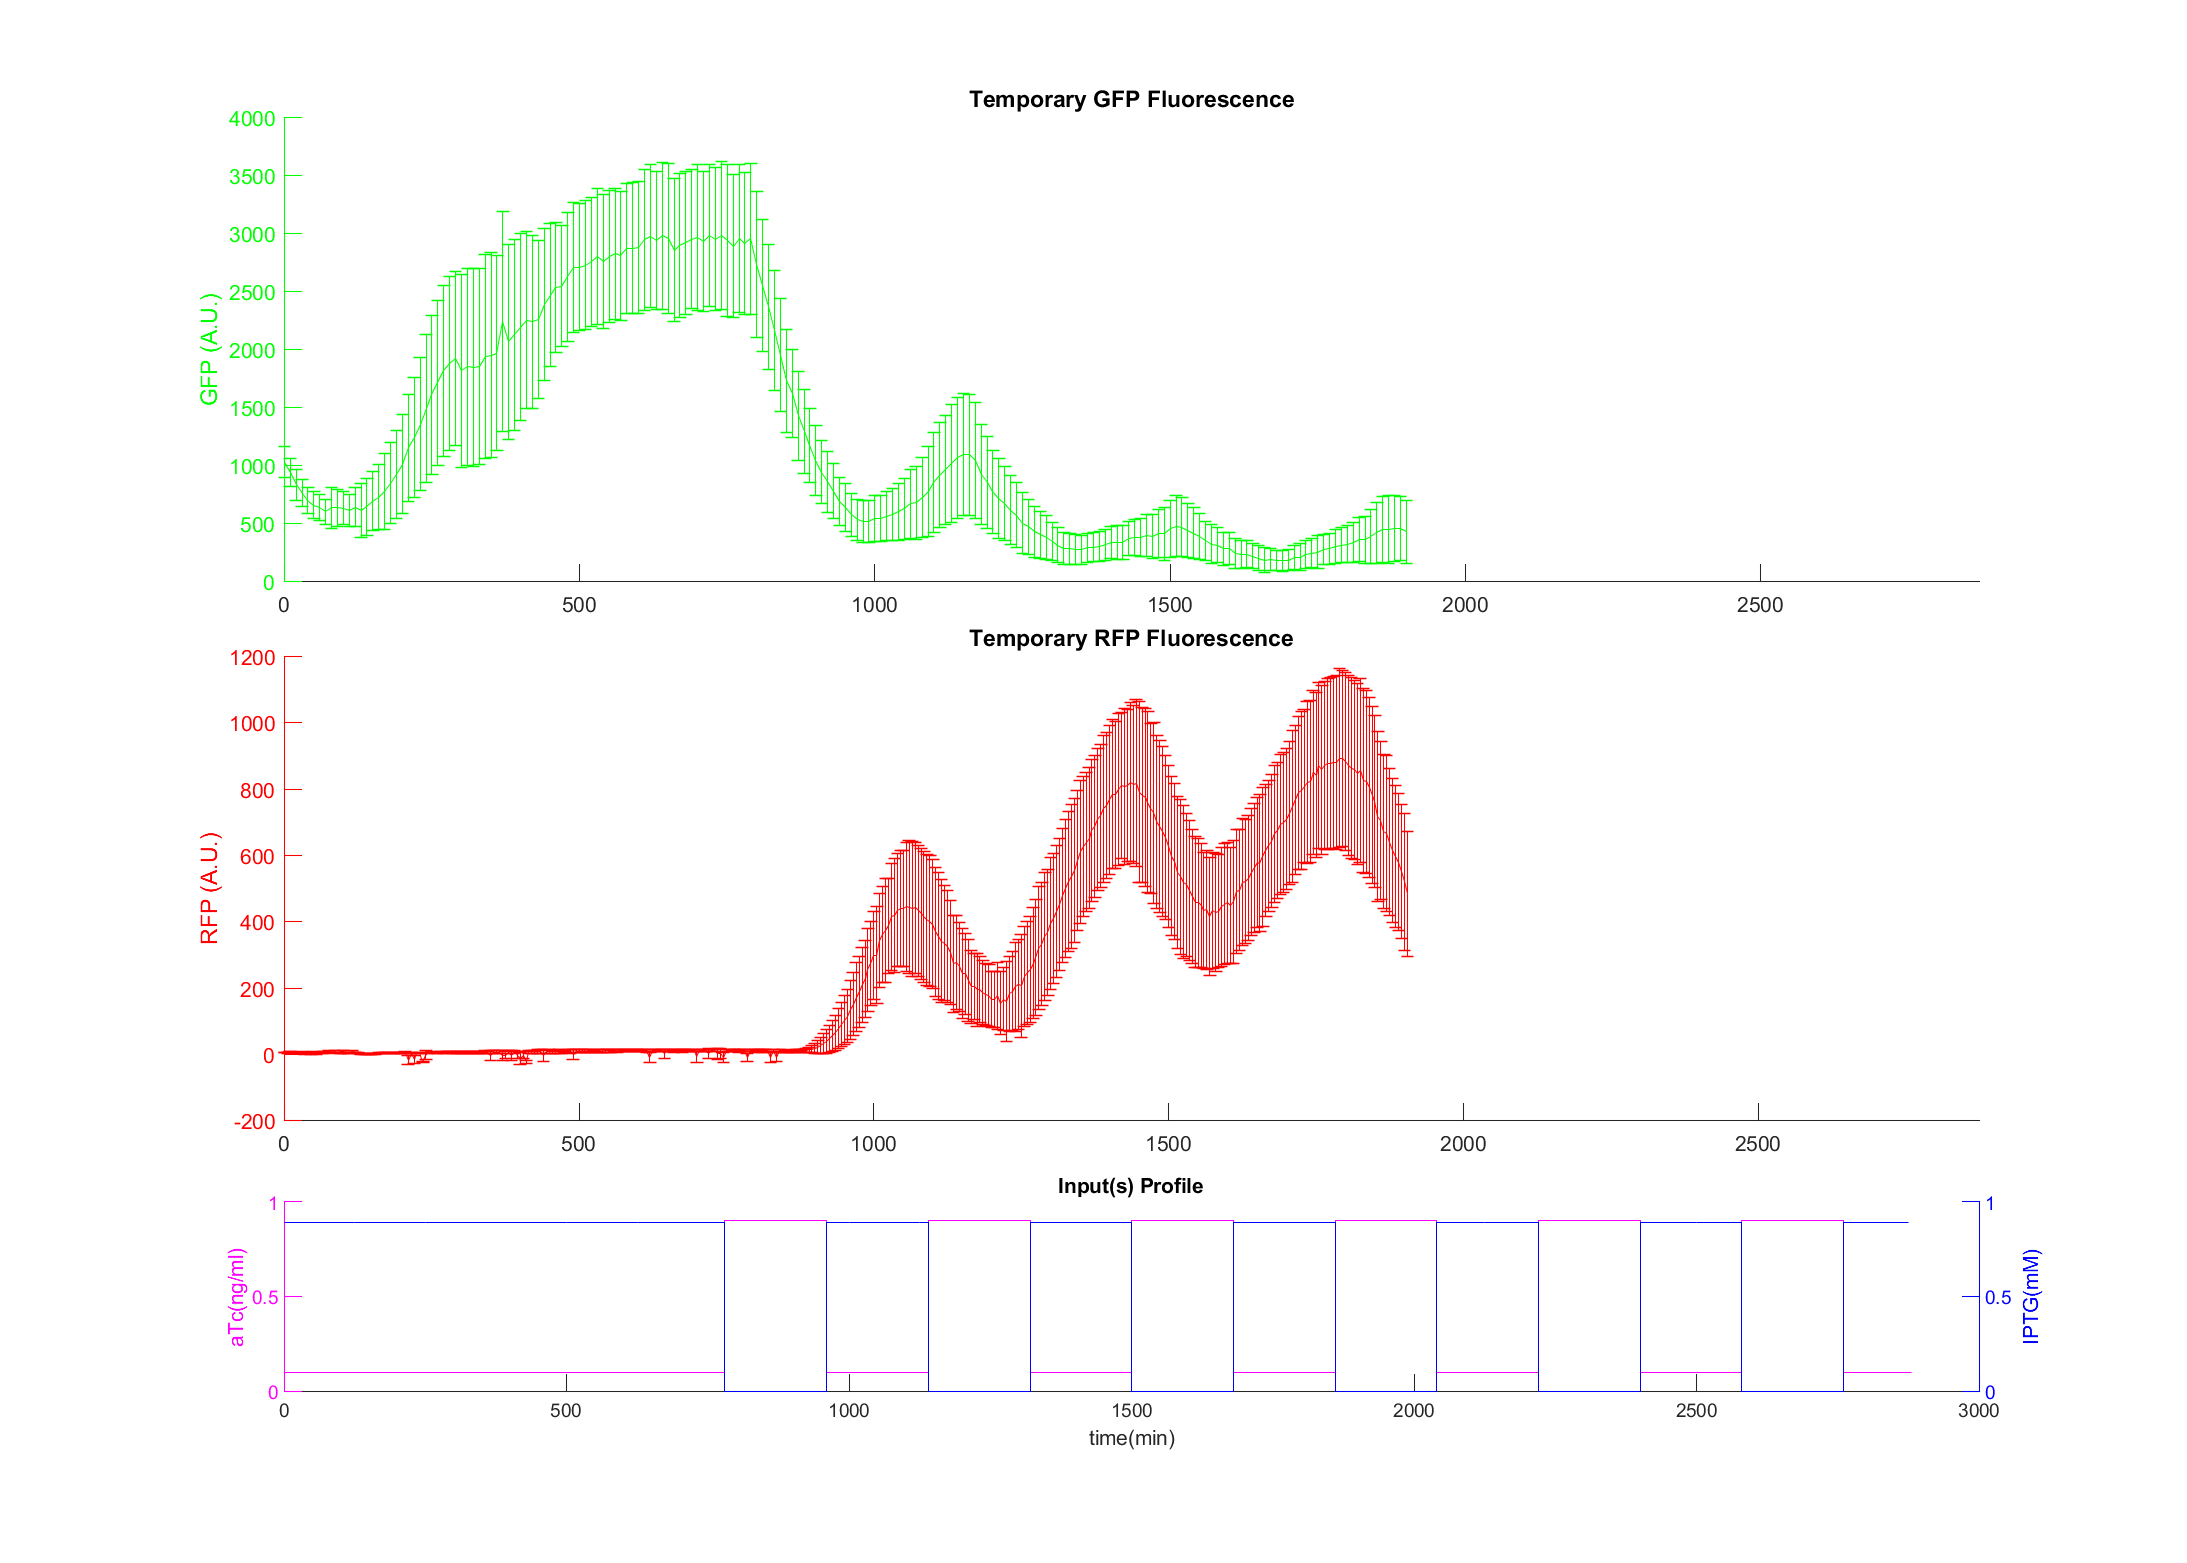 Temporary GFP Fluorescence
4000
3500
3000
2500
2000
1500
1000
500
0
GFP (A.U.)
0 500 1000 1500 2000 2500
Temporary RFP Fluorescence
1200
1000
800
600
400
200
0
-200
RFP (A.U.)
0 500 1000 1500 2000 2500
Input(s) Profile
1 1
0.5 0.5
0 0
aTc(ng/ml)
IPTG(mM)
0 500 1000 1500 2000 2500 3000
time(min)